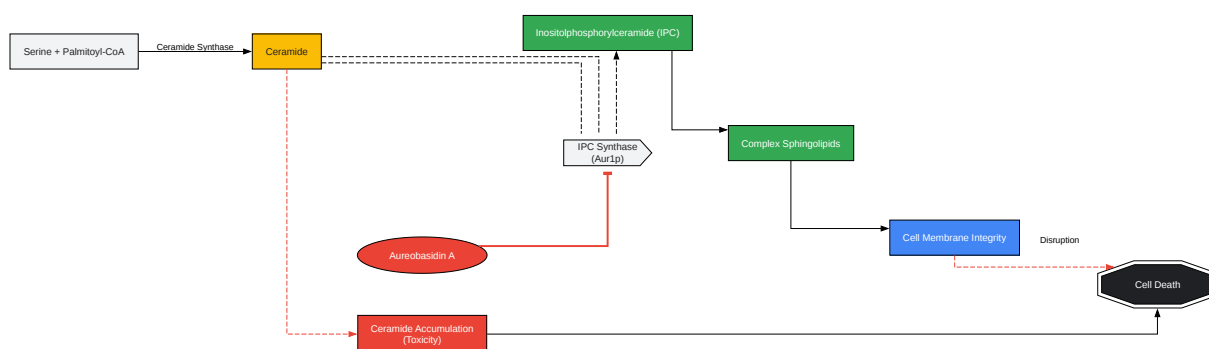 Inositolphosphorylceramide (IPC)
Serine + Palmitoyl-CoA
Ceramide Synthase
Ceramide
IPC Synthase
(Aur1p)
Complex Sphingolipids
Cell Membrane Integrity
Disruption
Aureobasidin A
Cell Death
Ceramide Accumulation
(Toxicity)